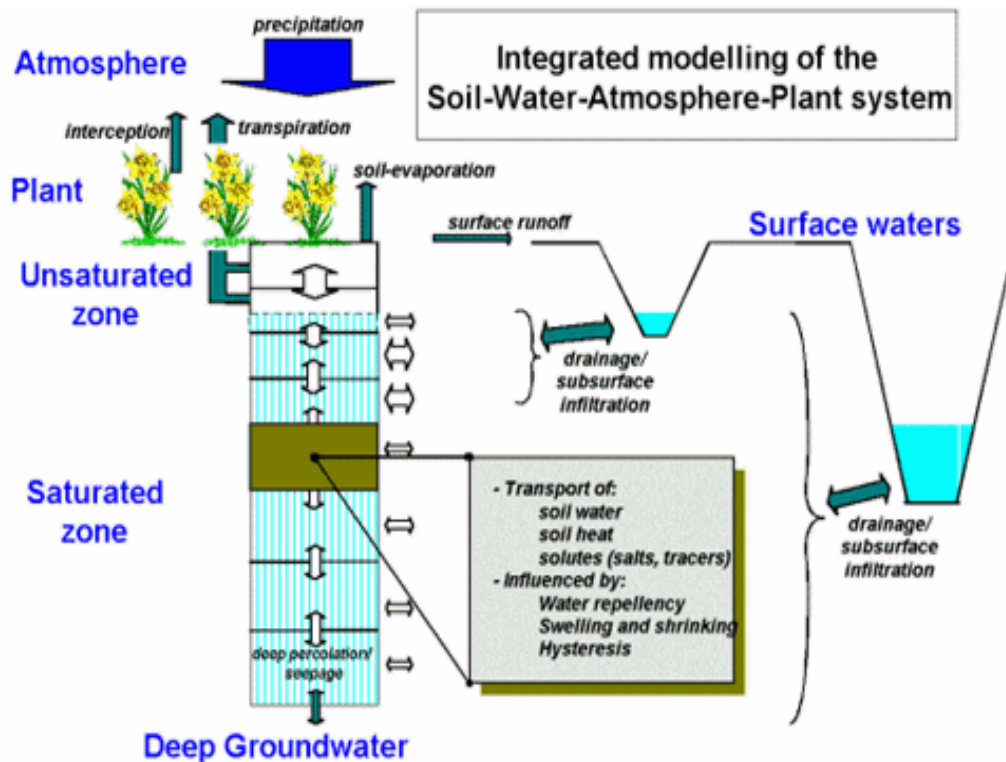 precipitation
Atmosphere
Integrated modelling of the
Soil-Water-Atmosphere-Plant system
interception
transpiration
Plant
soil-evaporation
surface runoff
Surface waters
Unsaturated
zone
drainage/
subsurface
infiltration
Saturated
zone
- Transport of:
soil water
soil heat
solutes (salts, tracers)
- Influenced by:
Water repellency
Swelling and shrinking
Hysteresis
drainage/
subsurface
infiltration
deep percolation/
seepage
Deep Groundwater